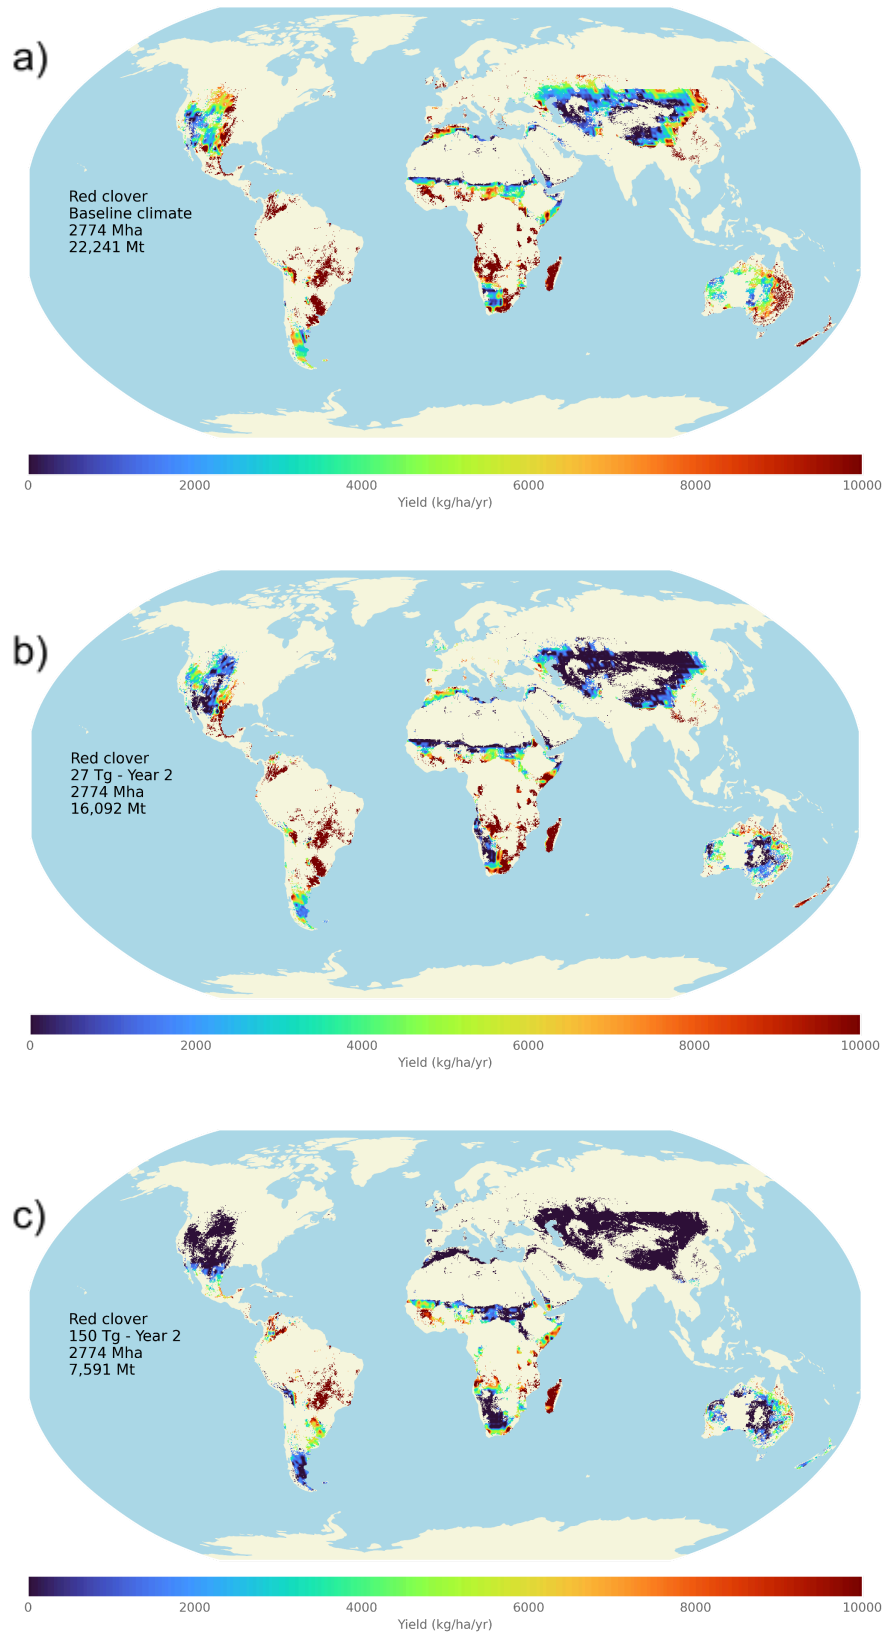 a)
Red clover
Baseline climate
2774 Mha
22,241 Mt
0 2000 4000 6000 8000 10000
Yield (kg/ha/yr)
b)
Red clover
27 Tg - Year 2
2774 Mha
16,092 Mt
0 2000 4000 6000 8000 10000
Yield (kg/ha/yr)
c)
Red clover
150 Tg - Year 2
2774 Mha
7,591 Mt
0 2000 4000 6000 8000 10000
Yield (kg/ha/yr)